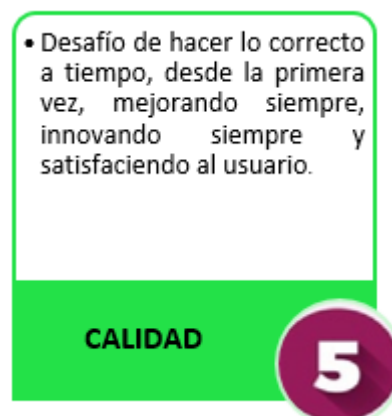 • Desafío de hacer lo correcto
a tiempo, desde la primera
vez, mejorando siempre,
innovando siempre y
satisfaciendo al usuario.
CALIDAD
5